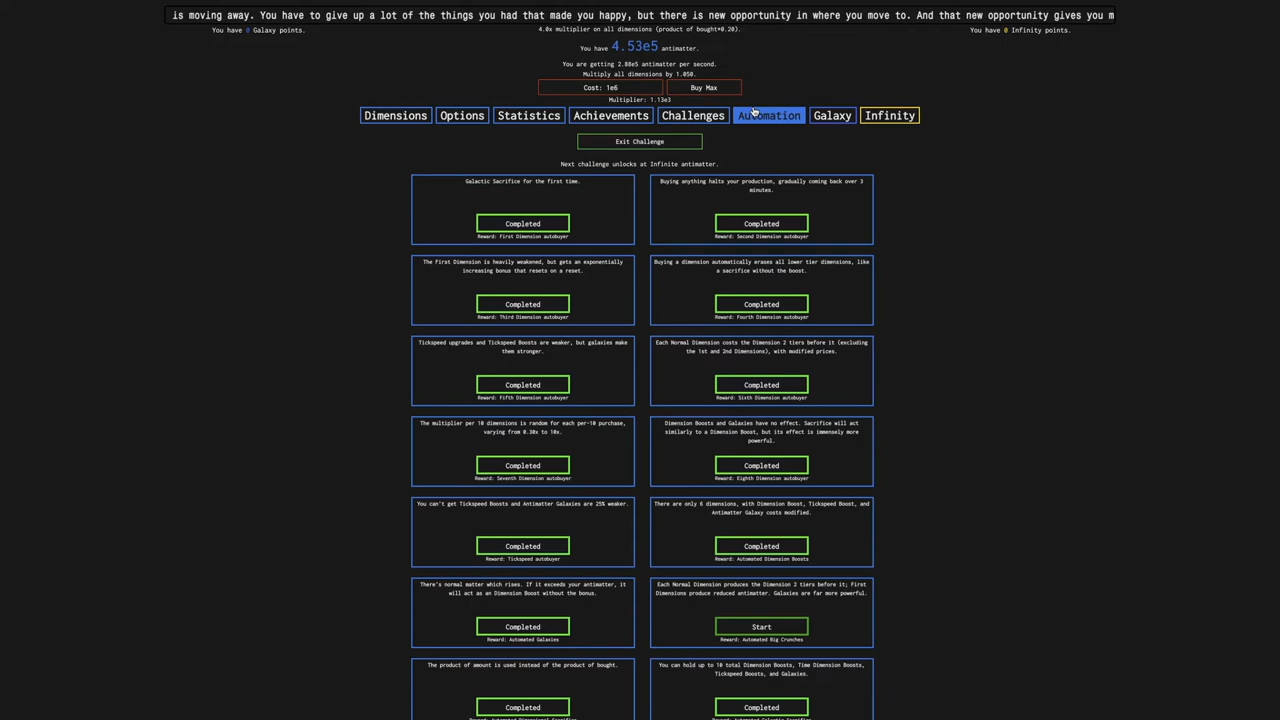 is moving away. You have to give up a lot of the things you had that made you happy, but there is new opportunity in where you move to. And that new opportunity gives you m
You have 0 Galaxy points.
4.0x multiplier on all dimensions (product of bought*0.20).
You have 0 Infinity points.
You have 4.53e5 antimatter.
You are getting 2.88e5 antimatter per second.
Multiply all dimensions by 1.050.
Cost: 1e6
Buy Max
Multiplier: 1.13e3
Dimensions
Options
Statistics
Achievements
Challenges
Automation
Galaxy
Infinity
Exit Challenge
Next challenge unlocks at Infinite antimatter.
Galactic Sacrifice for the first time.
Completed
Reward: First Dimension autobuyer
Buying anything halts your production, gradually coming back over 3
minutes.
Completed
Reward: Second Dimension autobuyer
The First Dimension is heavily weakened, but gets an exponentially
increasing bonus that resets on a reset.
Completed
Reward: Third Dimension autobuyer
Buying a dimension automatically erases all lower tier dimensions, like
a sacrifice without the boost.
Completed
Reward: Fourth Dimension autobuyer
Tickspeed upgrades and Tickspeed Boosts are weaker, but galaxies make
them stronger.
Completed
Reward: Fifth Dimension autobuyer
Each Normal Dimension costs the Dimension 2 tiers before it (excluding
the 1st and 2nd Dimensions), with modified prices.
Completed
Reward: Sixth Dimension autobuyer
The multiplier per 10 dimensions is random for each per-10 purchase,
varying from 0.30x to 10x.
Completed
Reward: Seventh Dimension autobuyer
Dimension Boosts and Galaxies have no effect. Sacrifice will act
similarly to a Dimension Boost, but its effect is immensely more
powerful.
Completed
Reward: Eighth Dimension autobuyer
You can't get Tickspeed Boosts and Antimatter Galaxies are 25% weaker.
Completed
Reward: Tickspeed autobuyer
There are only 6 dimensions, with Dimension Boost, Tickspeed Boost, and
Antimatter Galaxy costs modified.
Completed
Reward: Automated Dimension Boosts
There's normal matter which rises. If it exceeds your antimatter, it
will act as an Dimension Boost without the bonus.
Completed
Reward: Automated Galaxies
Each Normal Dimension produces the Dimension 2 tiers before it; First
Dimensions produce reduced antimatter. Galaxies are far more powerful.
Start
Reward: Automated Big Crunches
The product of amount is used instead of the product of bought.
Completed
Reward: Automated Dimensional Sacrifice
You can hold up to 10 total Dimension Boosts, Time Dimension Boosts,
Tickspeed Boosts, and Galaxies.
Completed
Reward: Automated Galactic Sacrifice